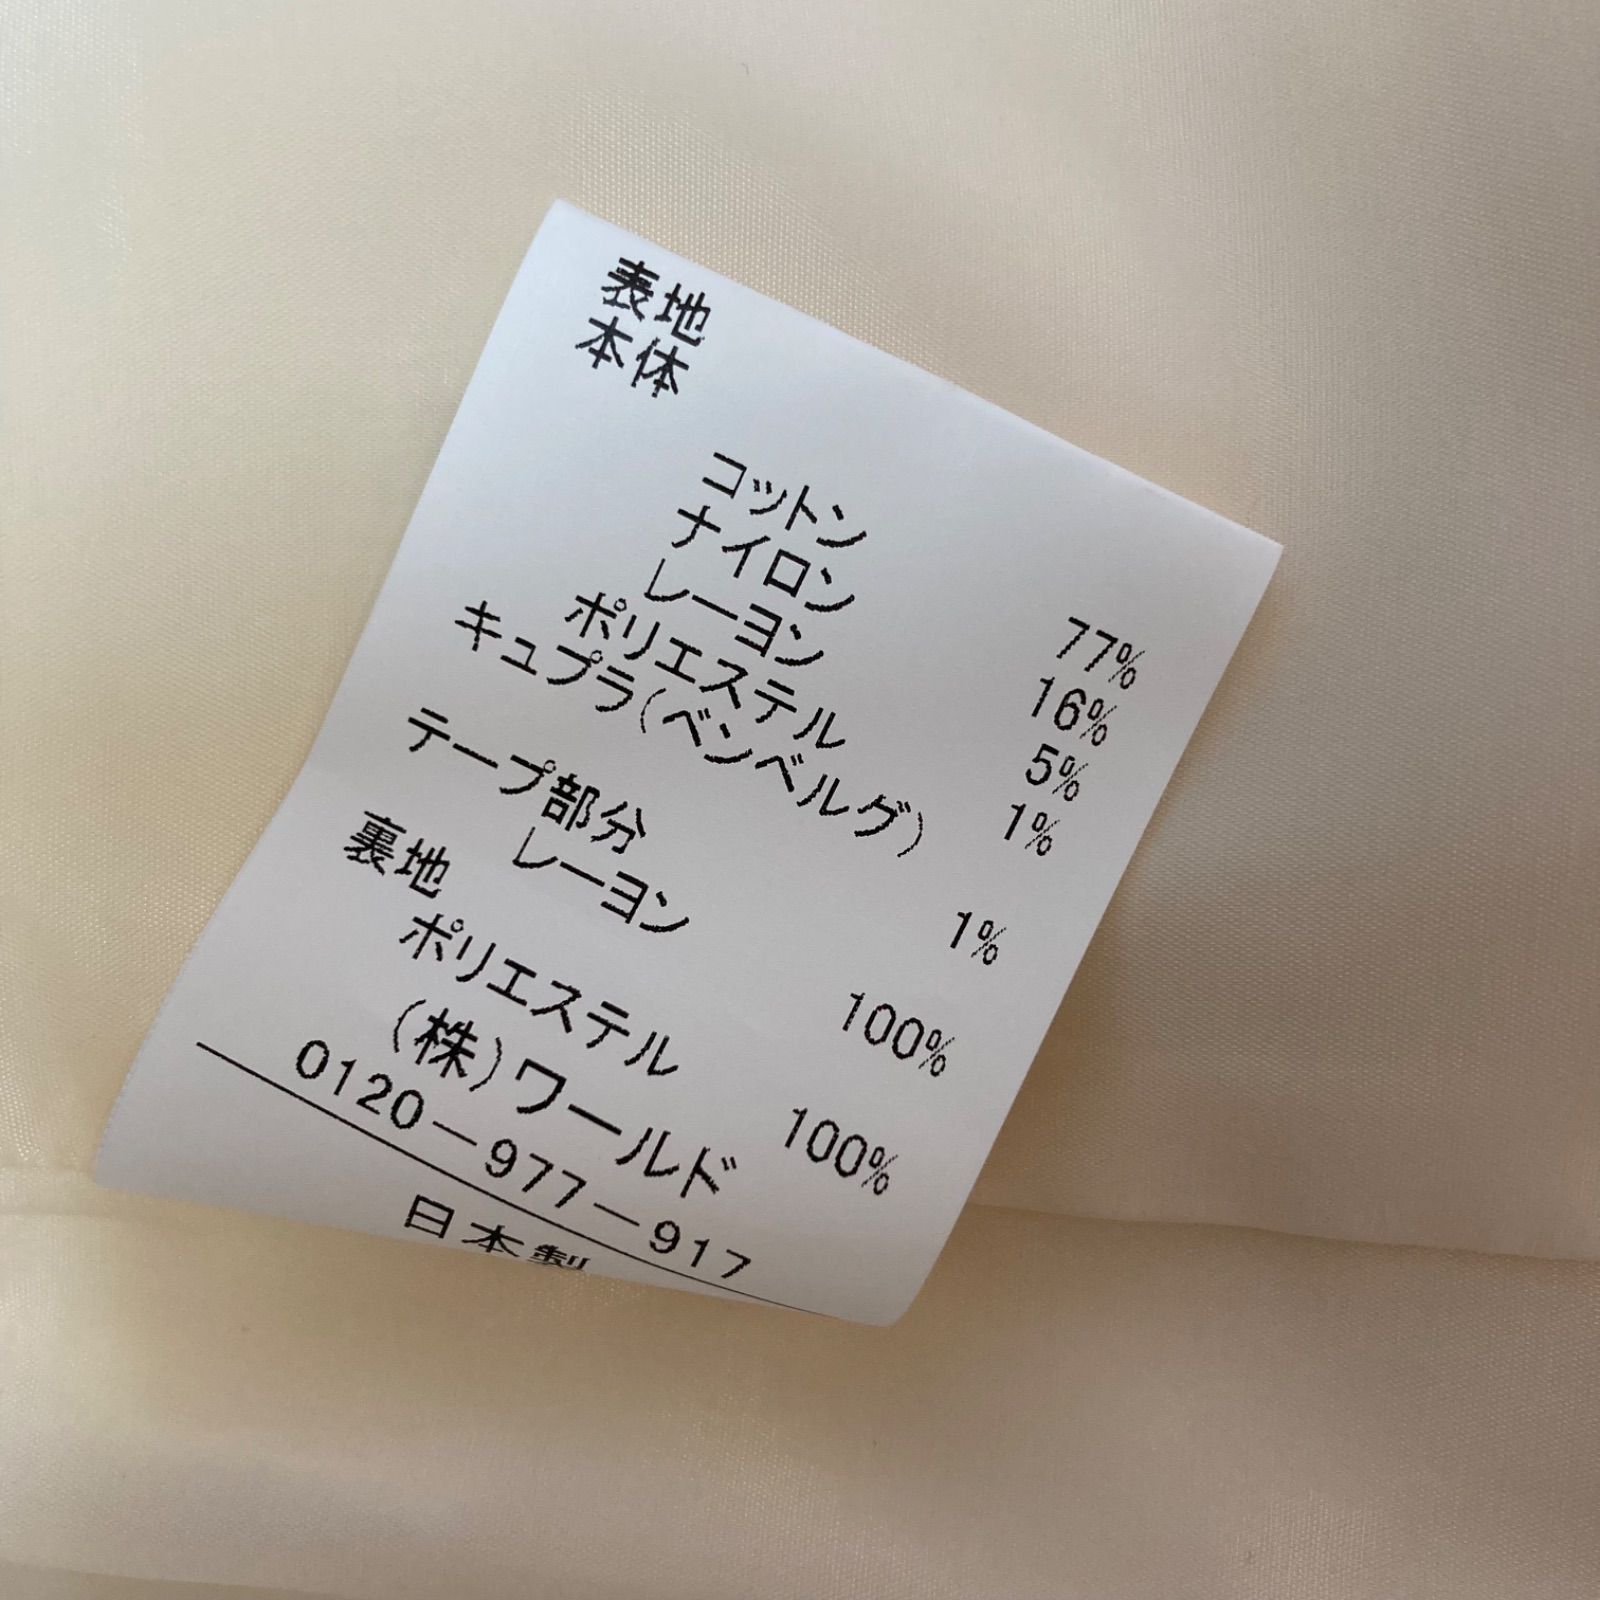 表地
本体
コットン 77%
ナイロン 16%
レーヨン 5%
ポリエステル 1%
キュプラ(ベンベルグ) 1%
テープ部分
レーヨン 100%
裏地
ポリエステル 100%
(株)ワールド
0120-977-917
日本製